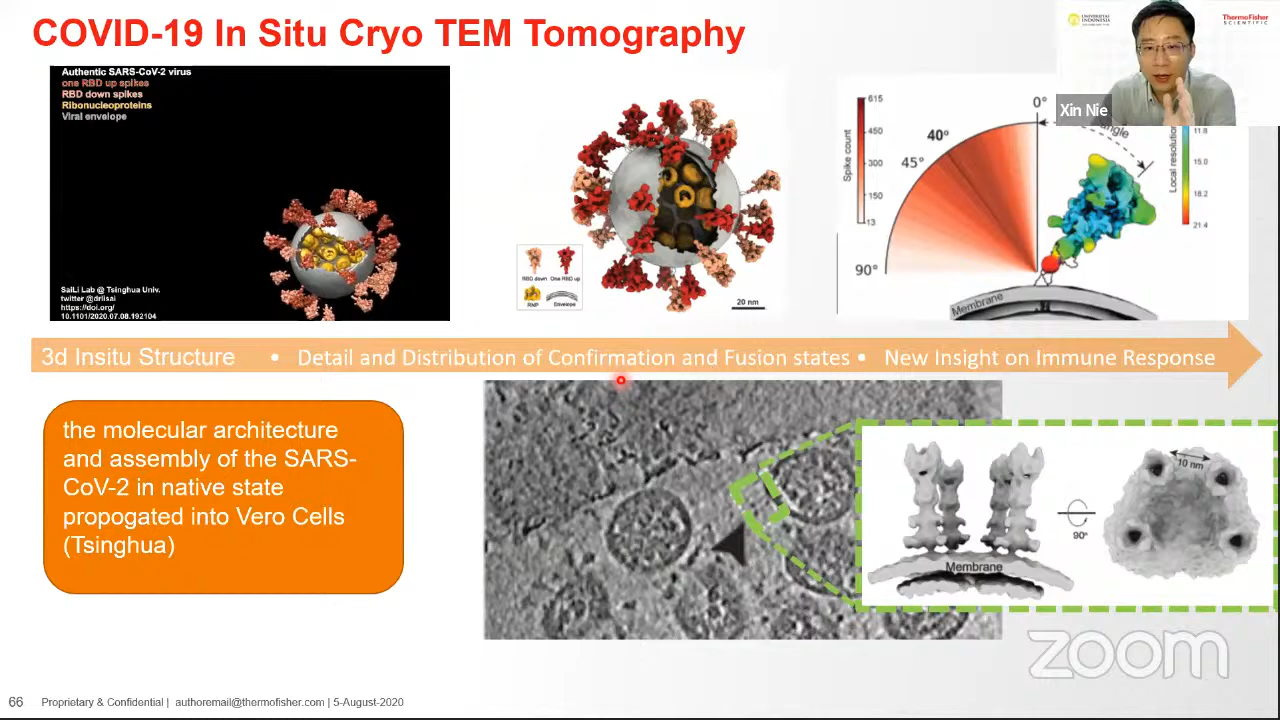 COVID-19 In Situ Cryo TEM Tomography
UNIVERSITAS
INDONESIA
ThermoFisher
SCIENTIFIC
Xin Nie
Authentic SARS-CoV-2 virus
one RBD up spikes
RBD down spikes
Ribonucleoproteins
Viral envelope
SaiLi Lab @ Tsinghua Univ.
twitter @drlisai
https://doi.org/
10.1101/2020.07.08.192104
RBD down
One RBD up
RNP
Envelope
20 nm
615
450
300
150
13
Spike count
0°
40°
45°
90°
angle
Membrane
Local resolution
11.8
15.0
18.2
21.4
3d Insitu Structure • Detail and Distribution of Confirmation and Fusion states • New Insight on Immune Response
the molecular architecture
and assembly of the SARS-
CoV-2 in native state
propogated into Vero Cells
(Tsinghua)
10 nm
90°
Membrane
zoom
66 Proprietary & Confidential | authoremail@thermofisher.com | 5-August-2020